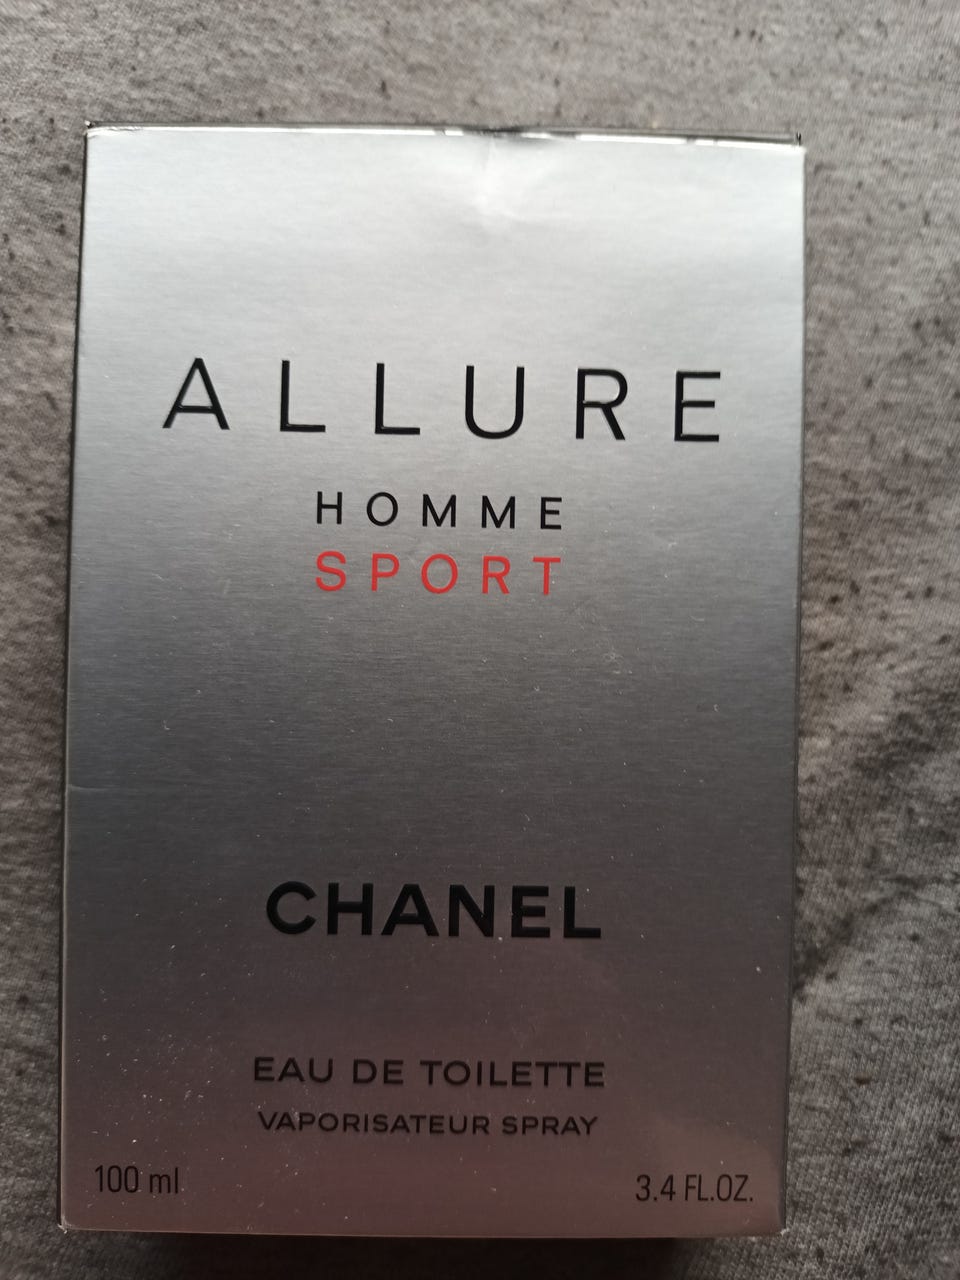 ALLURE
HOMME
SPORT
CHANEL
EAU DE TOILETTE
VAPORISATEUR SPRAY
100 ml
3.4 FL.OZ.